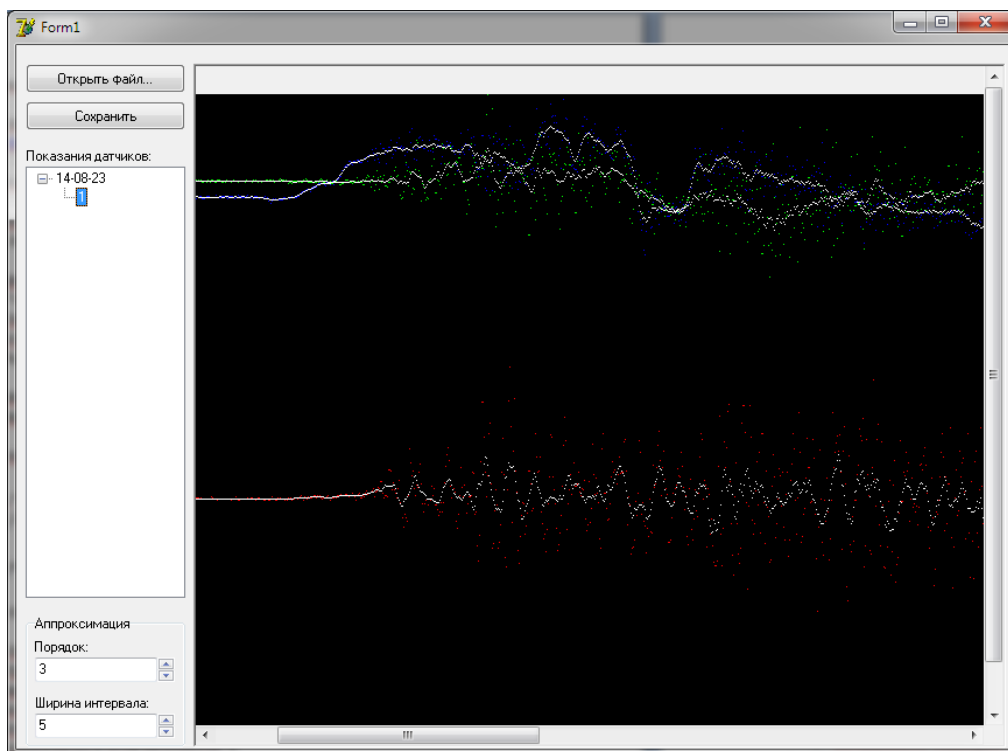 Form1
Открыть файл...
Сохранить
Показания датчиков:
14-08-23
1
Аппроксимация
Порядок:
3
Ширина интервала:
5